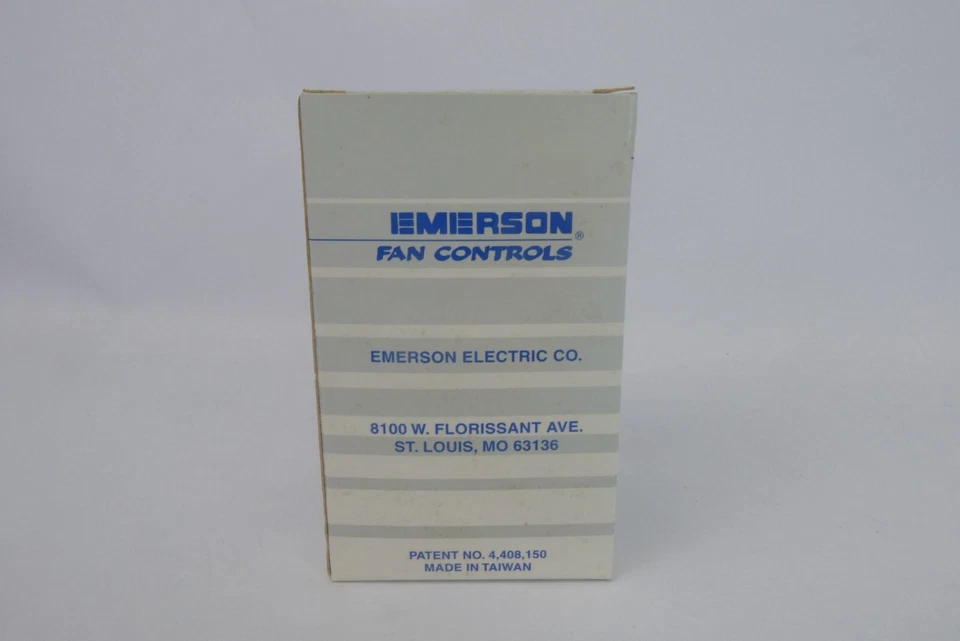 EMERSON®
FAN CONTROLS
EMERSON ELECTRIC CO.
8100 W. FLORISSANT AVE.
ST. LOUIS, MO 63136
PATENT NO. 4,408,150
MADE IN TAIWAN